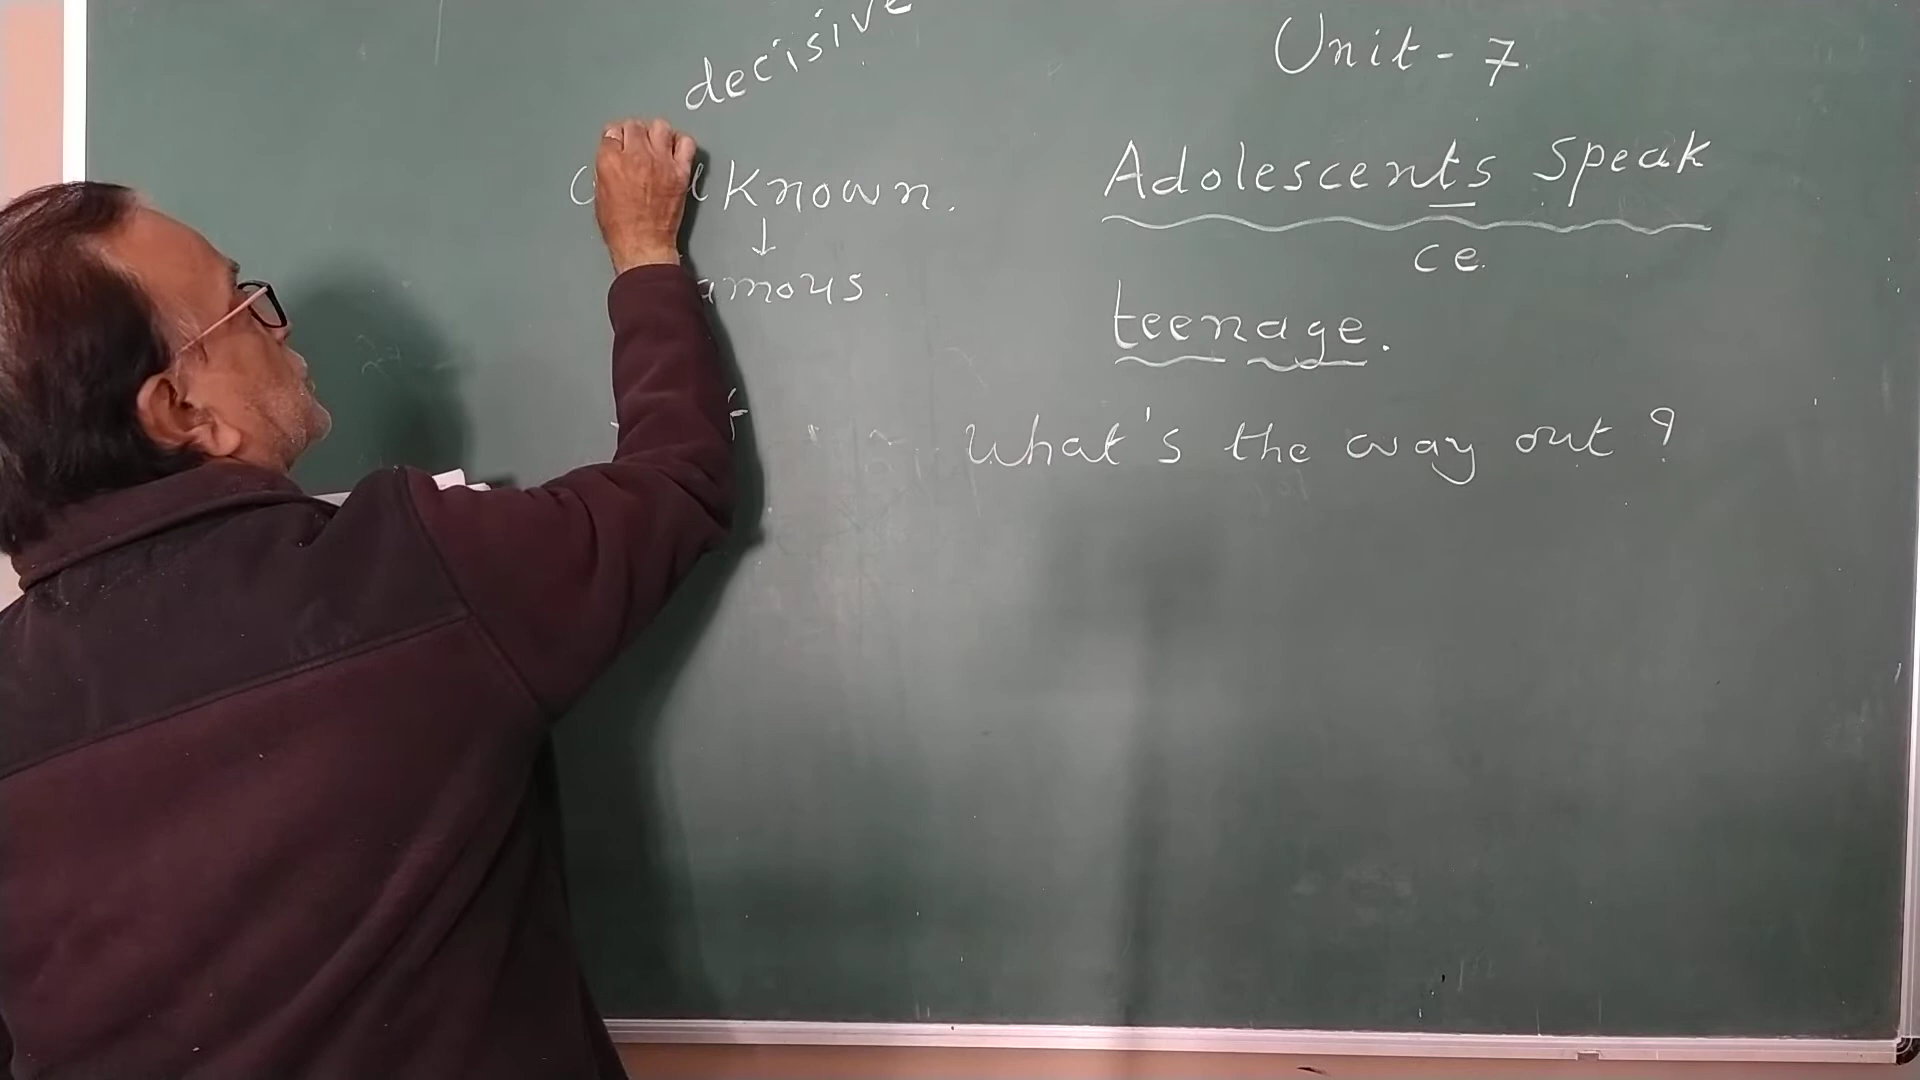 decisive
Unit - 7.
Known.
Adolescents Speak
↓
ce.
amous.
teenage.
What's the way out ?